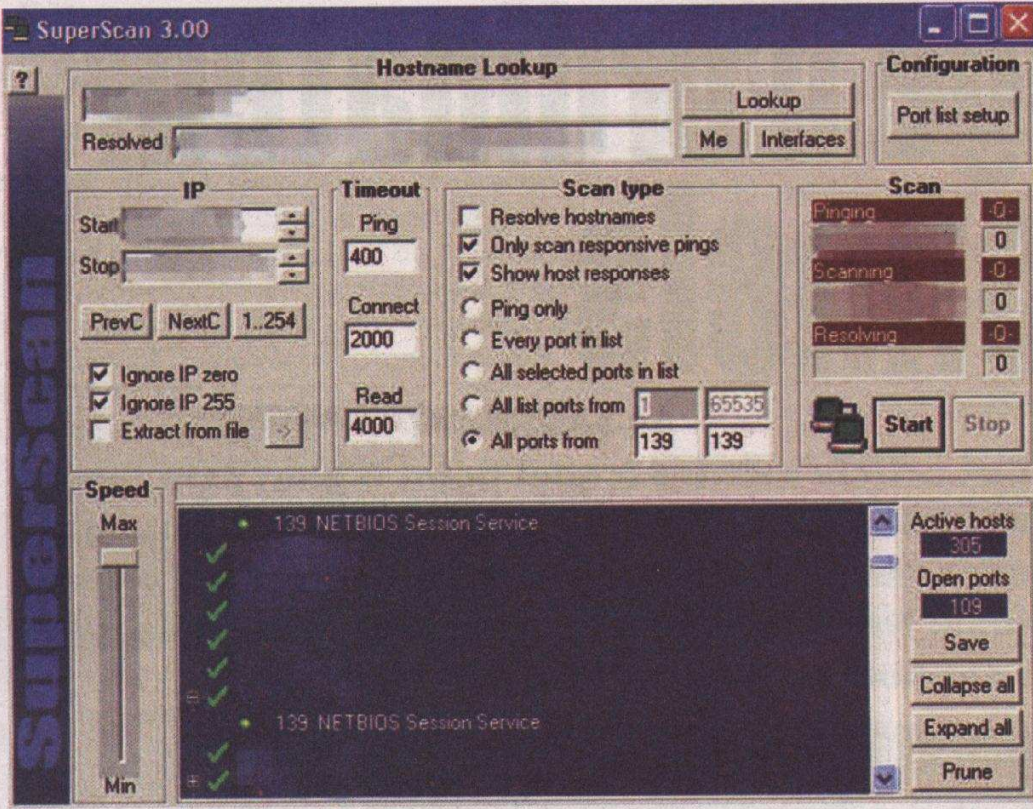 SuperScan 3.00
?
Hostname Lookup
Lookup
Resolved
Me
Interfaces
Configuration
Port list setup
IP
Start
Stop
PrevC
NextC
1..254
Ignore IP zero
Ignore IP 255
Extract from file
->
Timeout
Ping
400
Connect
2000
Read
4000
Scan type
Resolve hostnames
Only scan responsive pings
Show host responses
Ping only
Every port in list
All selected ports in list
All list ports from 1 65535
All ports from 139 139
Scan
Pinging -0-
0
Scanning -0-
0
Resolving -0-
0
Start
Stop
SuperScan
Speed
Max
Min
139 NETBIOS Session Service
139 NETBIOS Session Service
Active hosts
305
Open ports
109
Save
Collapse all
Expand all
Prune